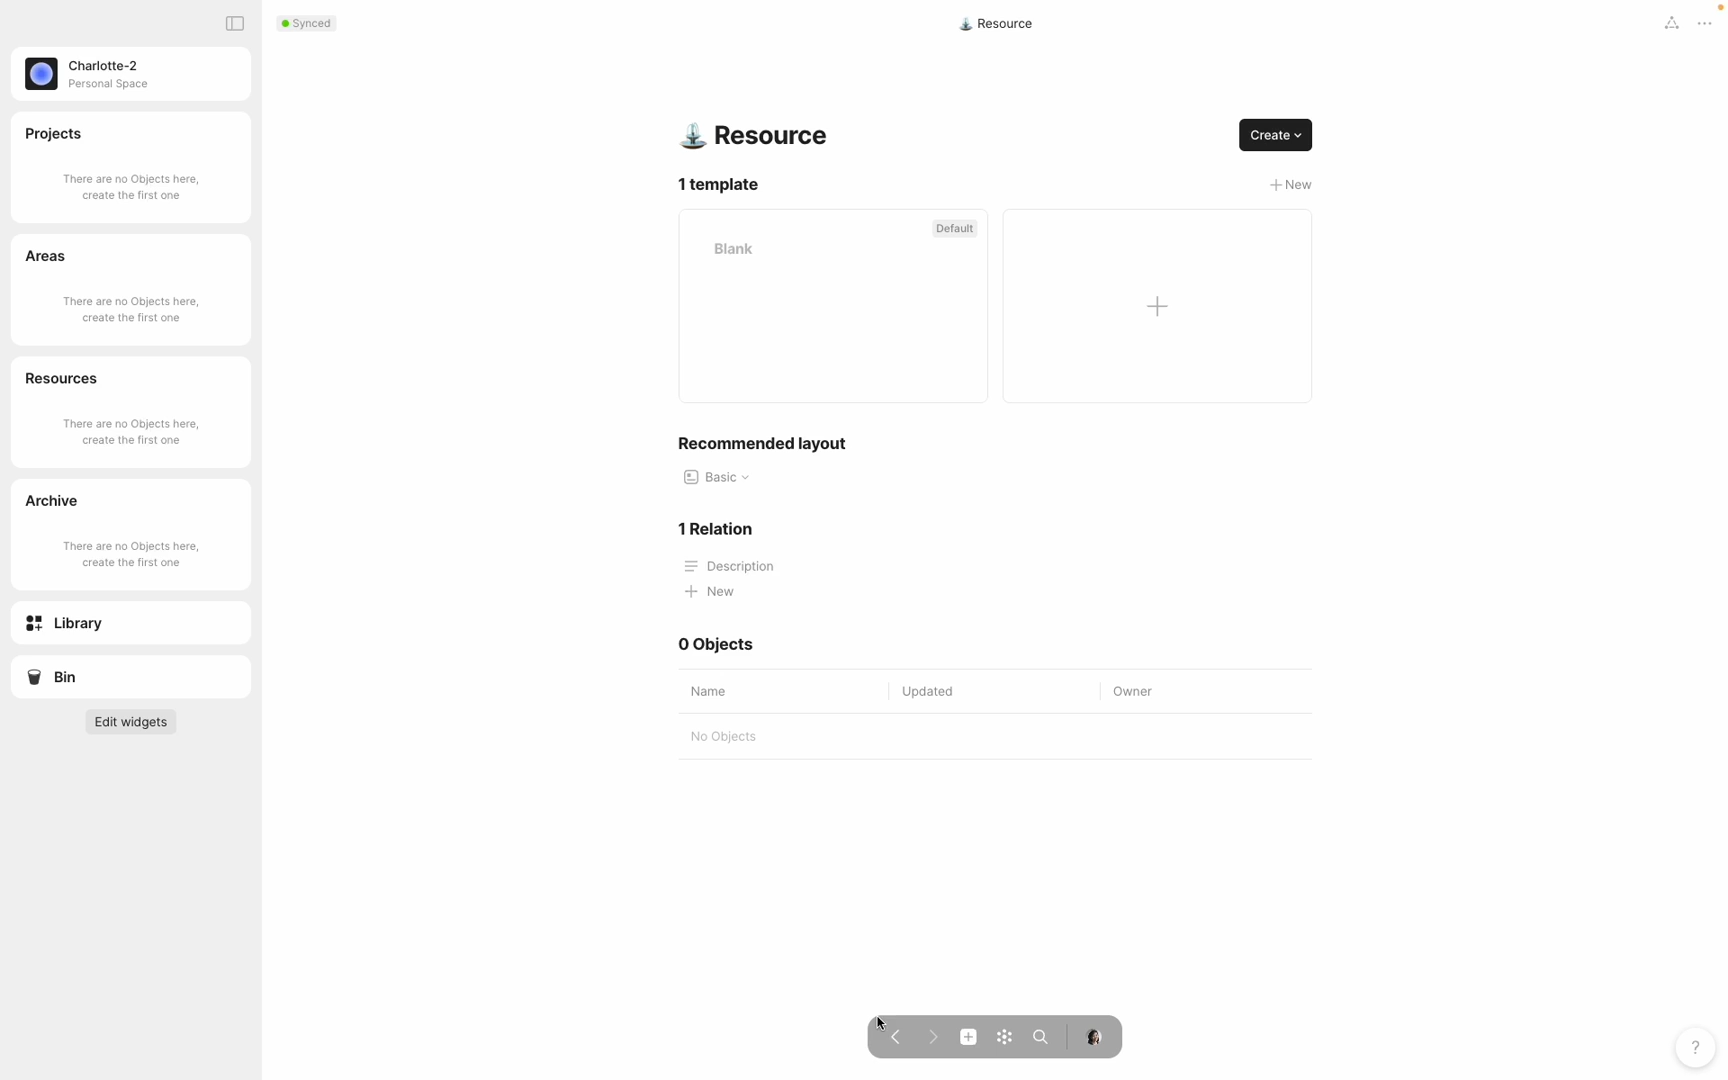 Synced
Resource
Charlotte-2
Personal Space
Projects
There are no Objects here,
create the first one
Areas
There are no Objects here,
create the first one
Resources
There are no Objects here,
create the first one
Archive
There are no Objects here,
create the first one
Library
Bin
Edit widgets
Resource
Create
1 template
New
Blank
Default
Recommended layout
Basic
1 Relation
Description
New
0 Objects
Name
Updated
Owner
No Objects
?